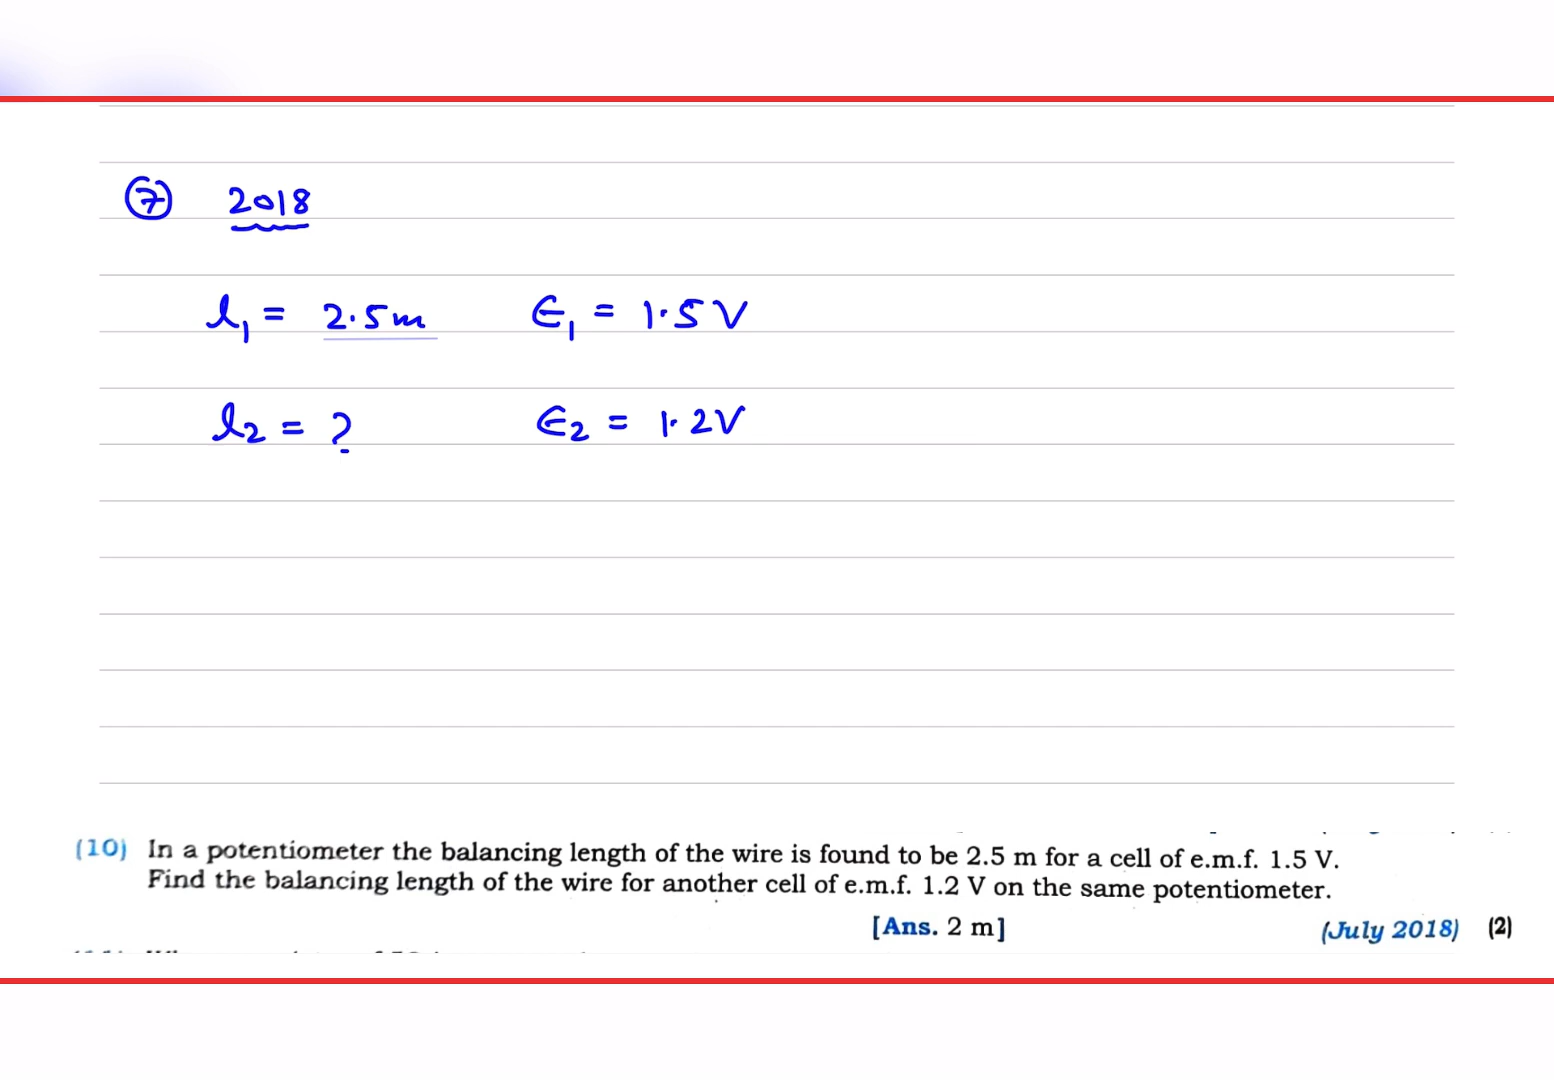 7 2018
l₁ = 2.5m ϵ₁ = 1.5 V
l₂ = ? ϵ₂ = 1.2V
(10) In a potentiometer the balancing length of the wire is found to be 2.5 m for a cell of e.m.f. 1.5 V.
Find the balancing length of the wire for another cell of e.m.f. 1.2 V on the same potentiometer.
[Ans. 2 m] (July 2018) (2)